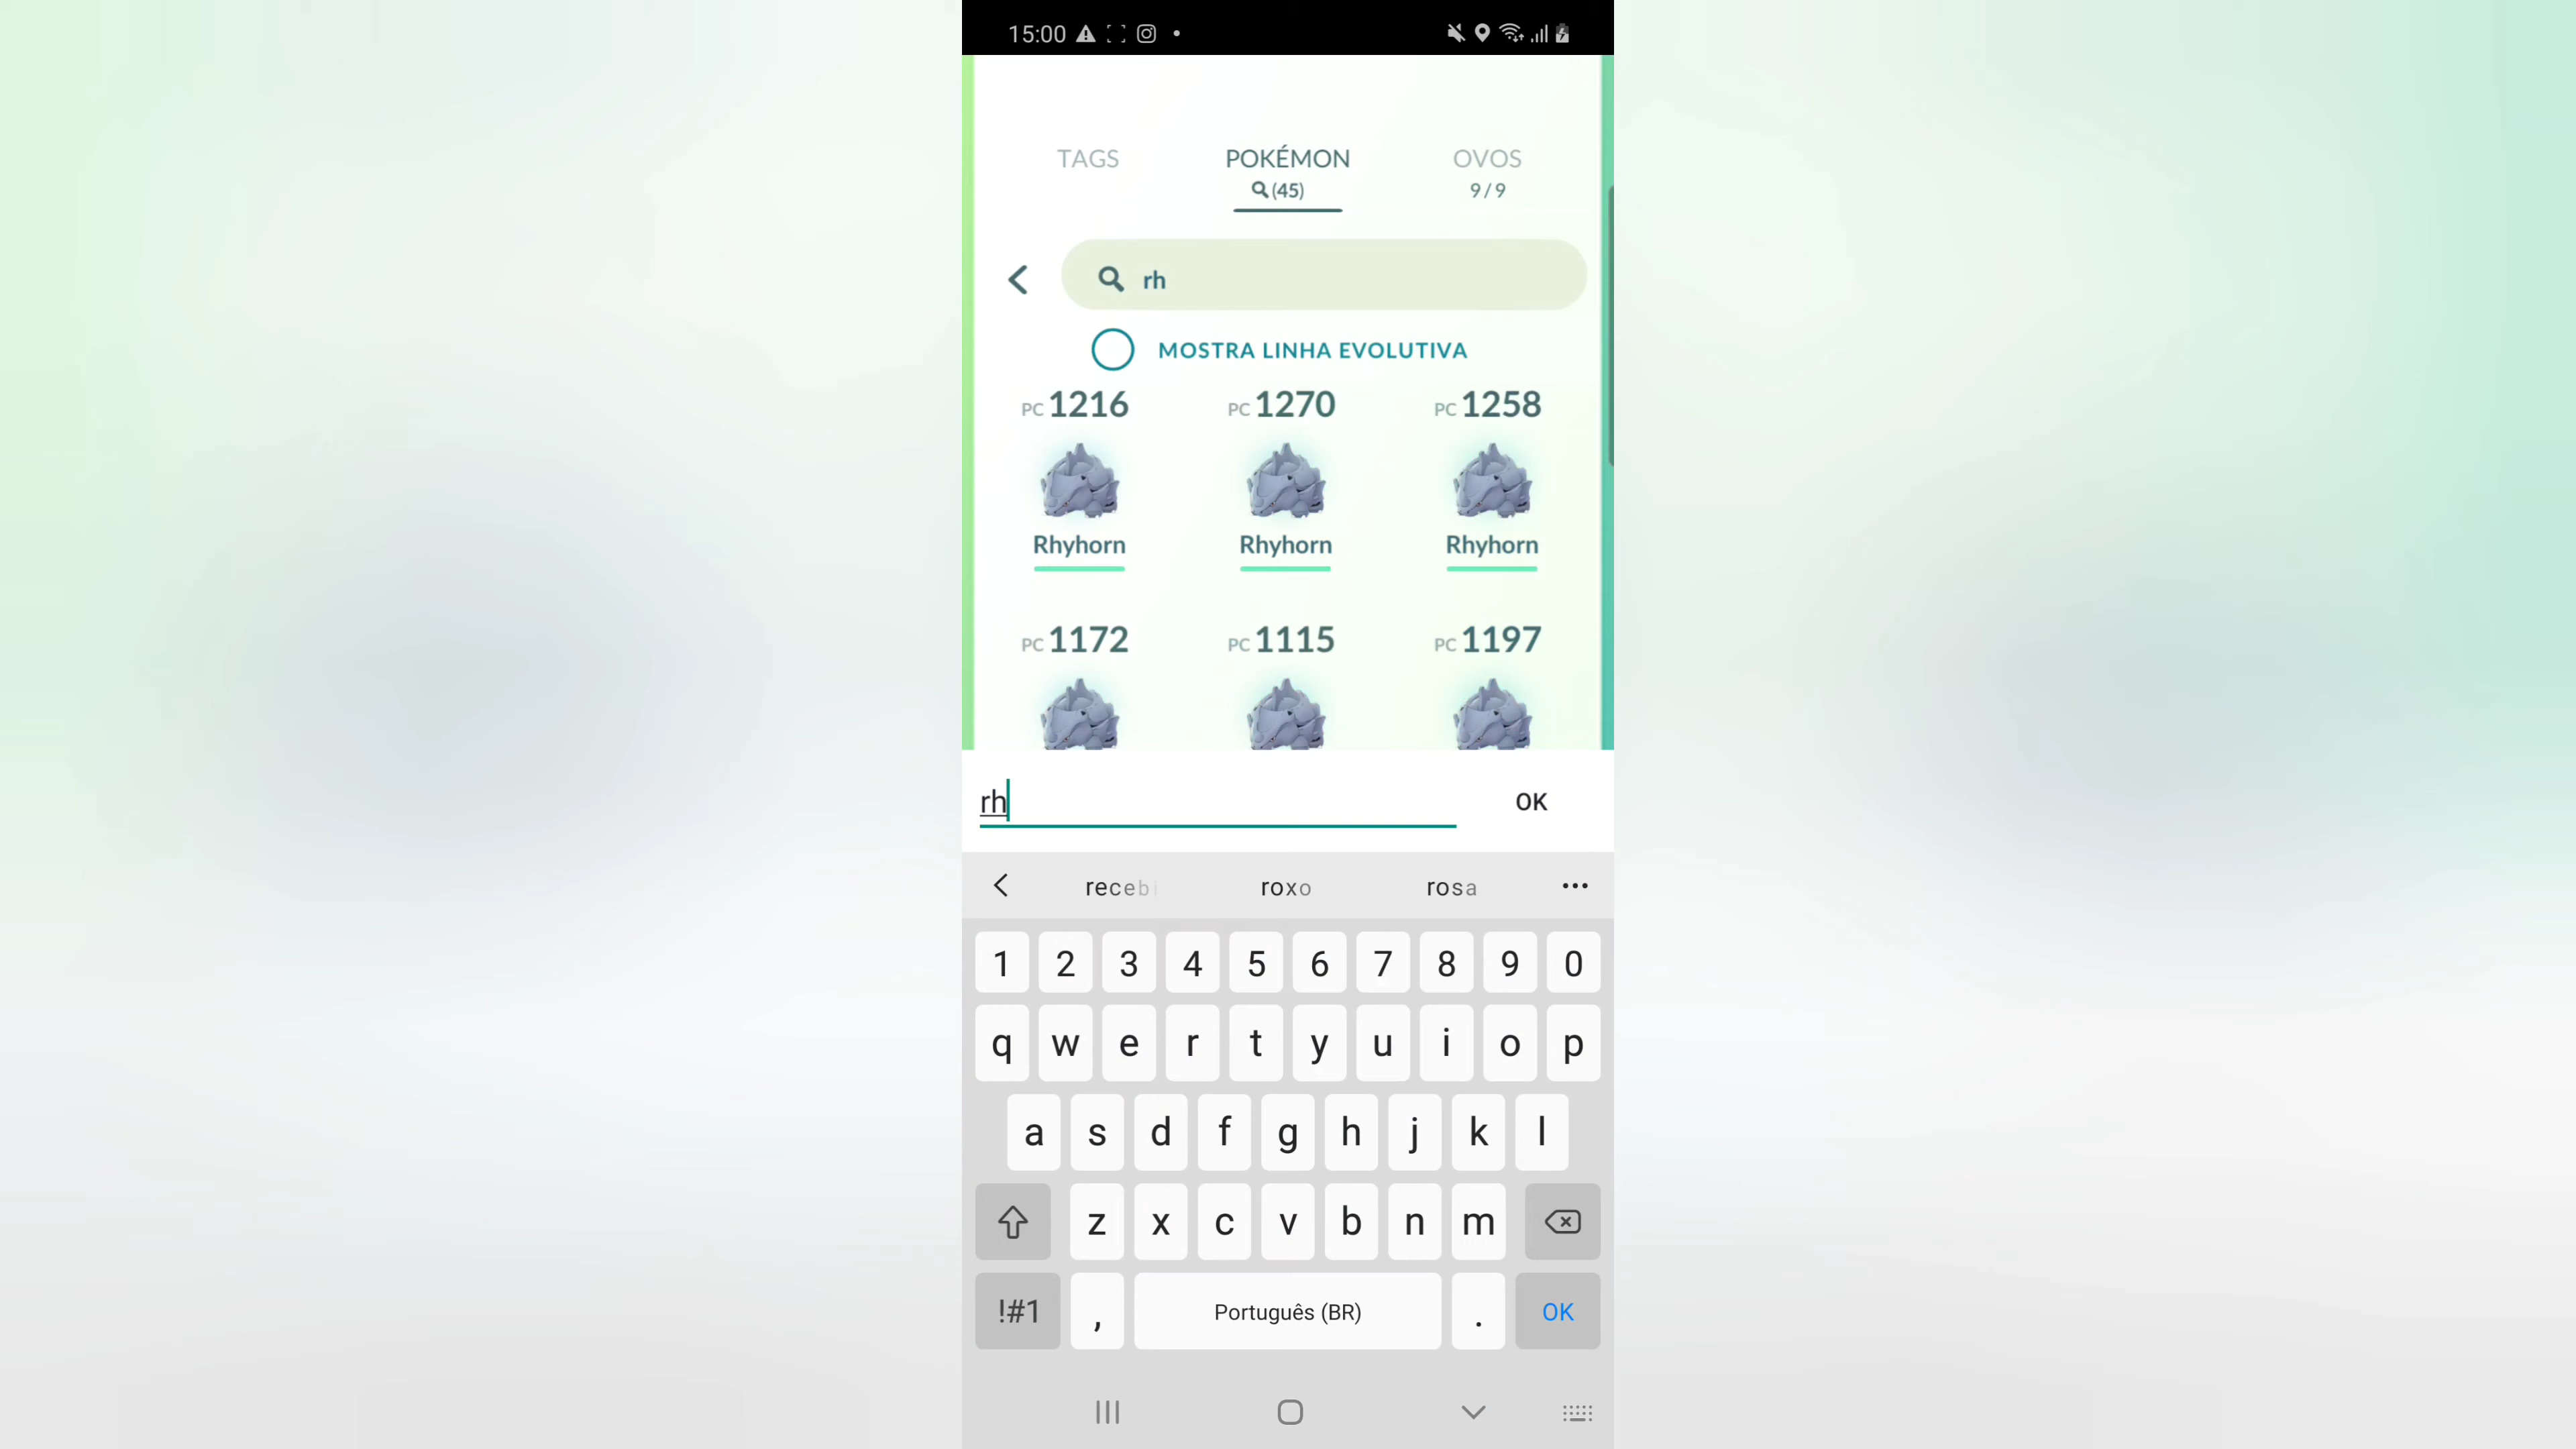 15:00
TAGS POKÉMON OVOS
(45) 9 / 9
rh
MOSTRA LINHA EVOLUTIVA
PC 1216 PC 1270 PC 1258
Rhyhorn Rhyhorn Rhyhorn
PC 1172 PC 1115 PC 1197
rh OK
recebi roxo rosa
1 2 3 4 5 6 7 8 9 0
q w e r t y u i o p
a s d f g h j k l
z x c v b n m
!#1 , Português (BR) . OK